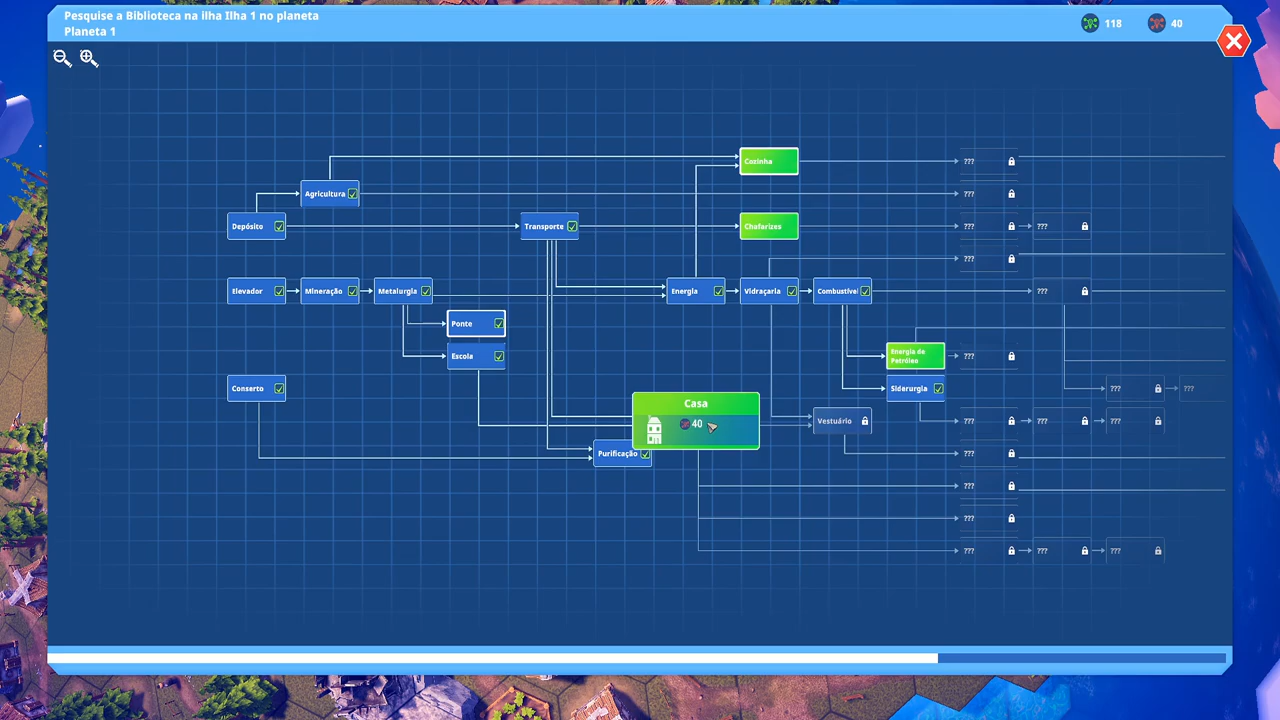 Pesquise a Biblioteca na ilha Ilha 1 no planeta
Planeta 1
118
40
Cozinha
???
Agricultura
???
Depósito
Transporte
Chafarizes
???
???
???
Elevador
Mineração
Metalurgia
Energia
Vidraçaria
Combustível
???
Ponte
Escola
Energia de
Petróleo
???
Conserto
Siderurgia
???
???
Casa
40
Vestuário
???
???
???
Purificação
???
???
???
???
???
???